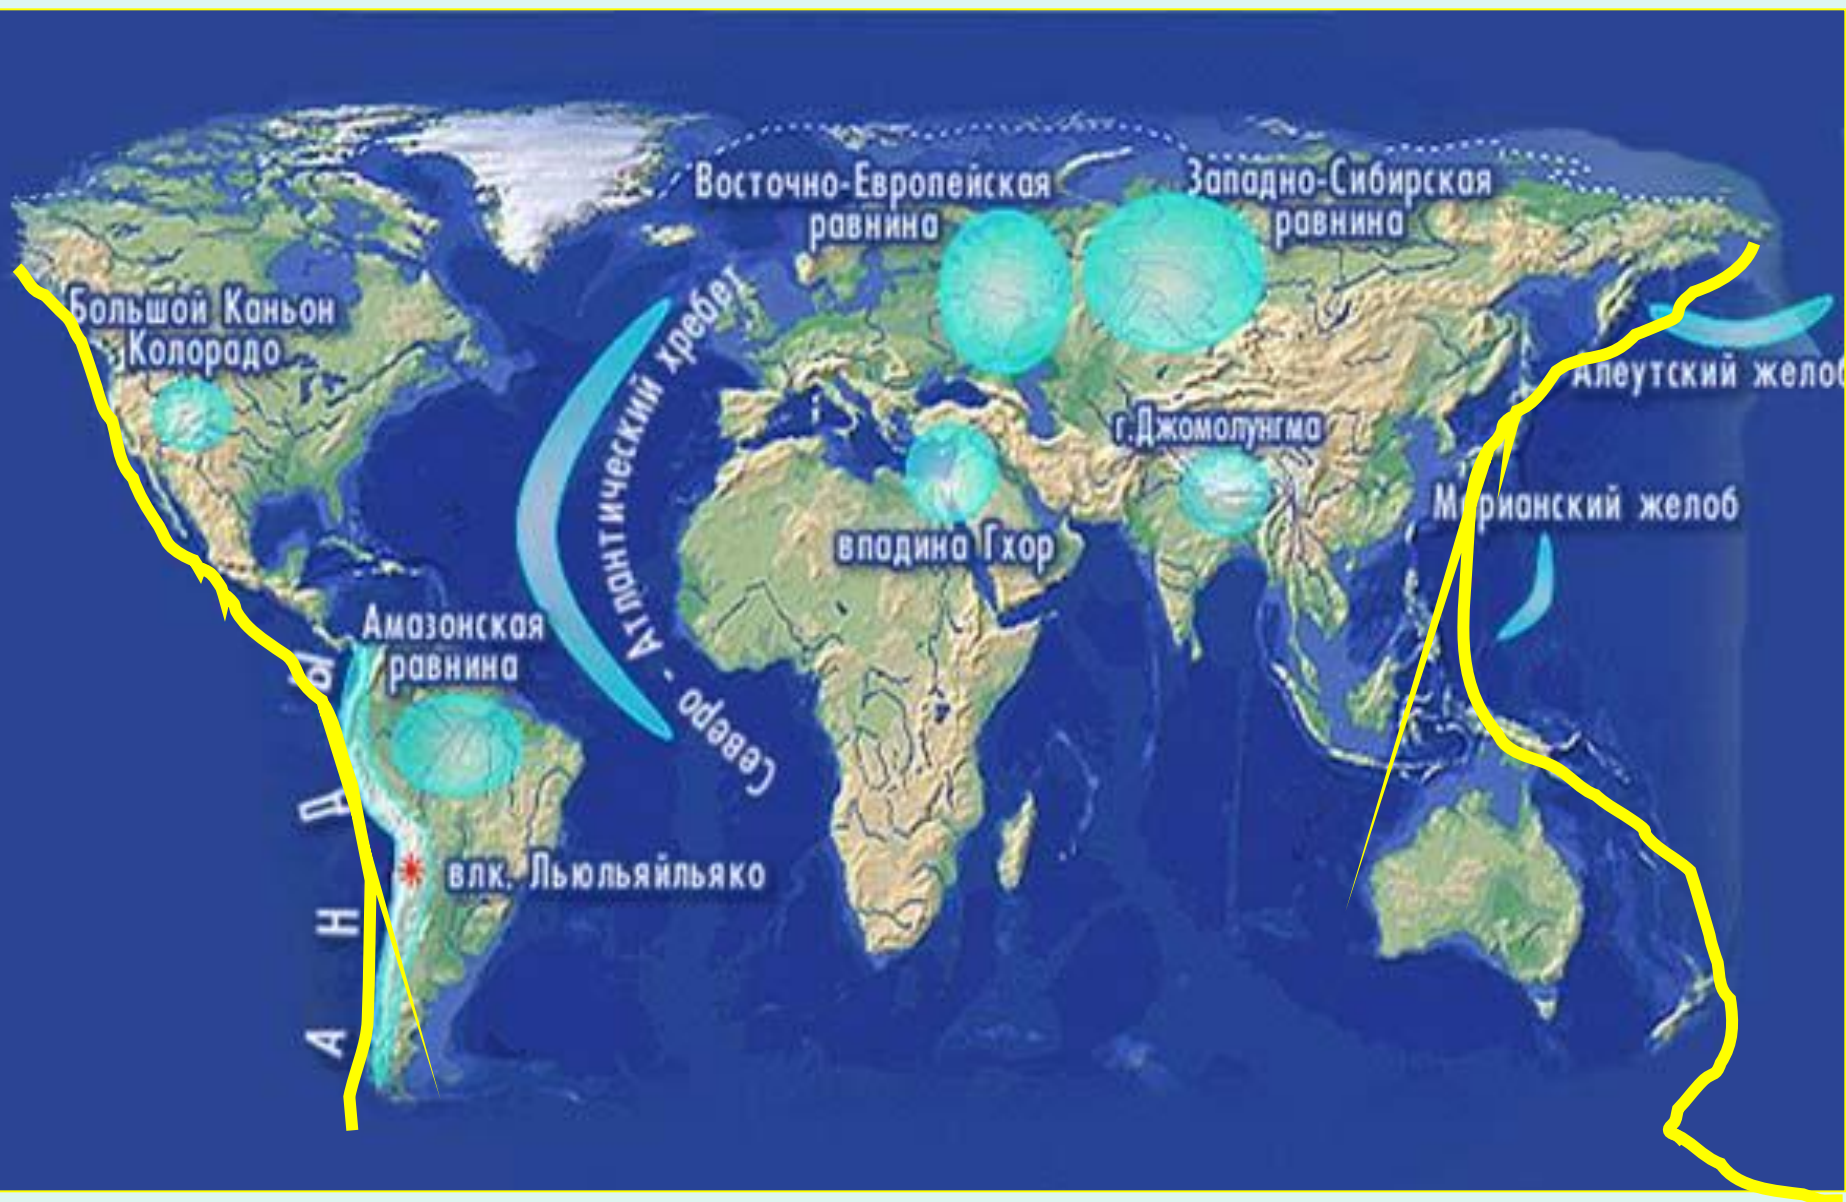 Восточно-Европейская
равнина
Западно-Сибирская
равнина
Большой Каньон
Колорадо
Северо - Атлантический хребет
Алеутский желоб
г.Джомолунгма
Марианский желоб
впадина Гхор
Амазонская
равнина
АНДЫ
влк. Льюльяйльяко